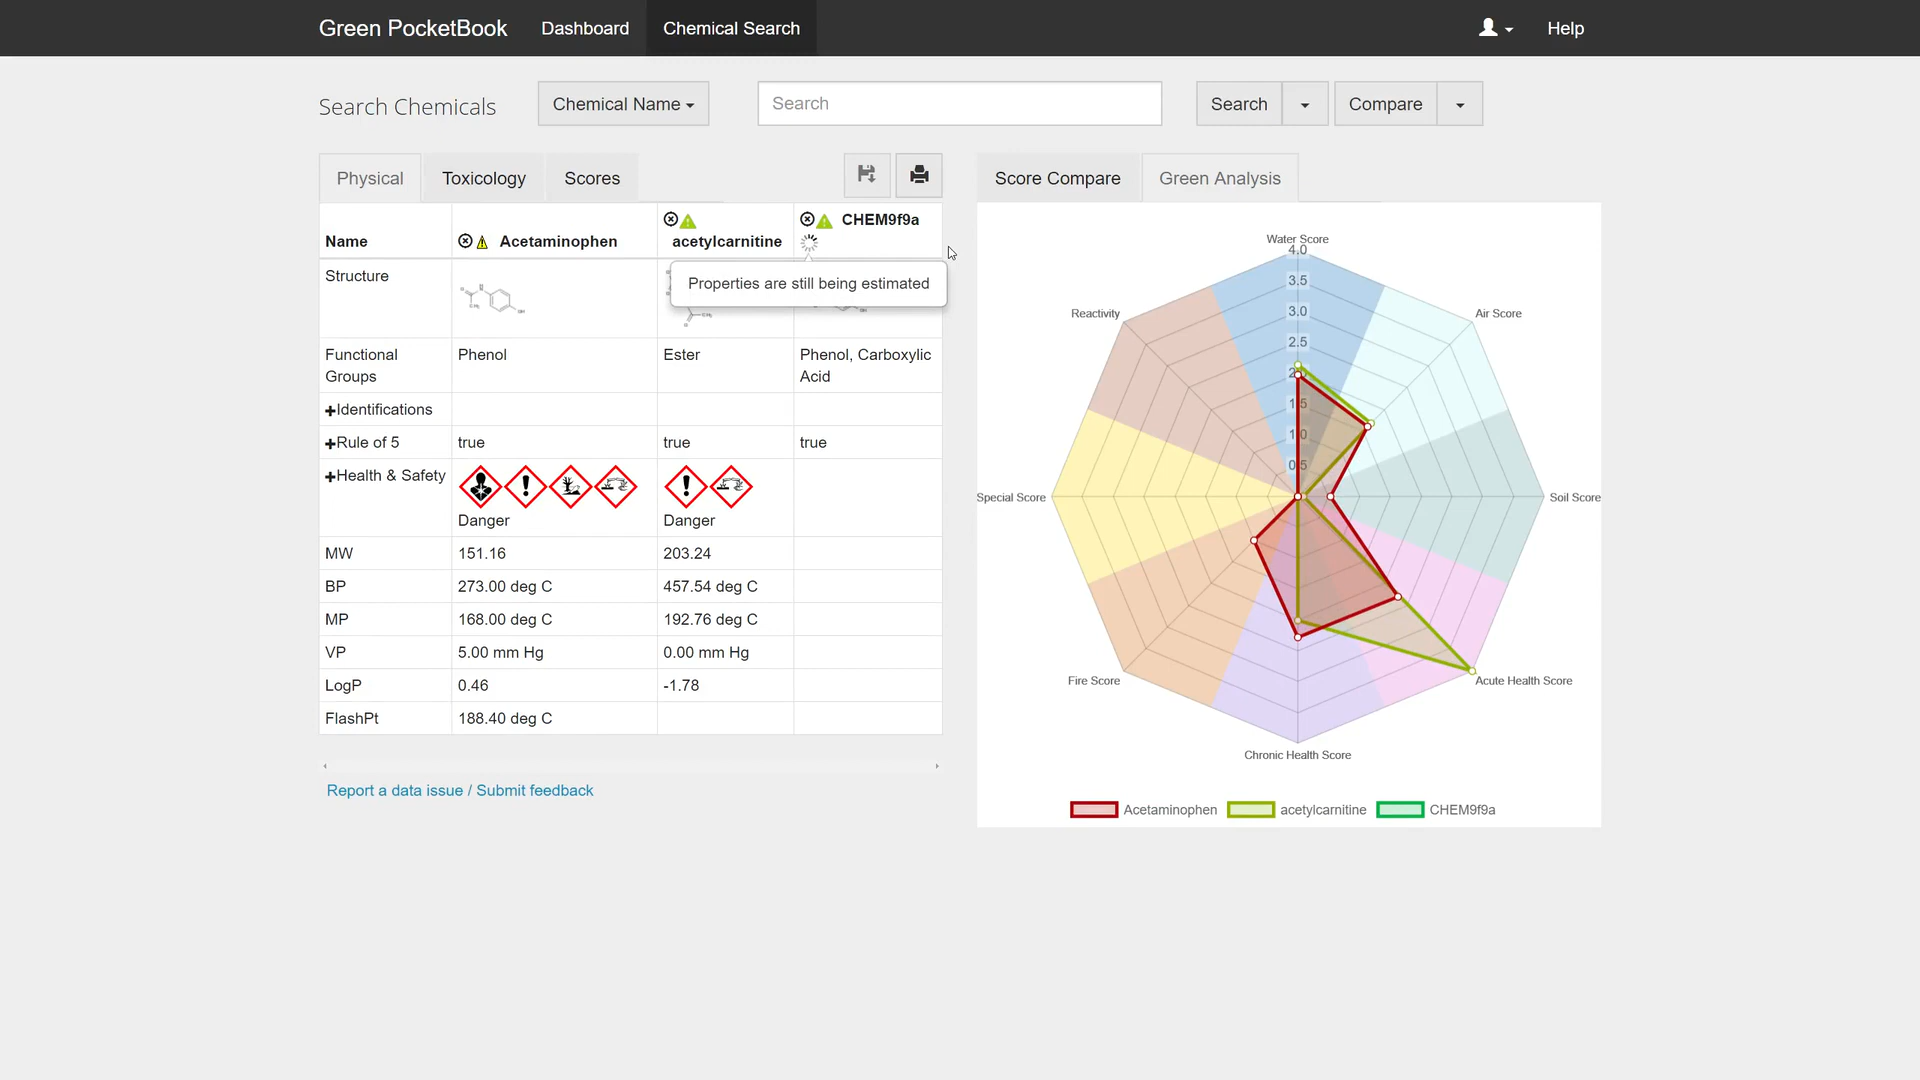 Green PocketBook Dashboard Chemical Search Help
Search Chemicals Chemical Name Search Search Compare
Physical Toxicology Scores
Score Compare Green Analysis
Name Acetaminophen acetylcarnitine CHEM9f9a
Structure
Properties are still being estimated
Functional Groups Phenol Ester Phenol, Carboxylic Acid
Identifications
Rule of 5 true true true
Health & Safety Danger Danger
MW 151.16 203.24
BP 273.00 deg C 457.54 deg C
MP 168.00 deg C 192.76 deg C
VP 5.00 mm Hg 0.00 mm Hg
LogP 0.46 -1.78
FlashPt 188.40 deg C
Report a data issue / Submit feedback
Water Score
4.0
3.5
3.0
2.5
1.5
1.0
0.5
Air Score
Soil Score
Acute Health Score
Chronic Health Score
Fire Score
Special Score
Reactivity
Acetaminophen acetylcarnitine CHEM9f9a